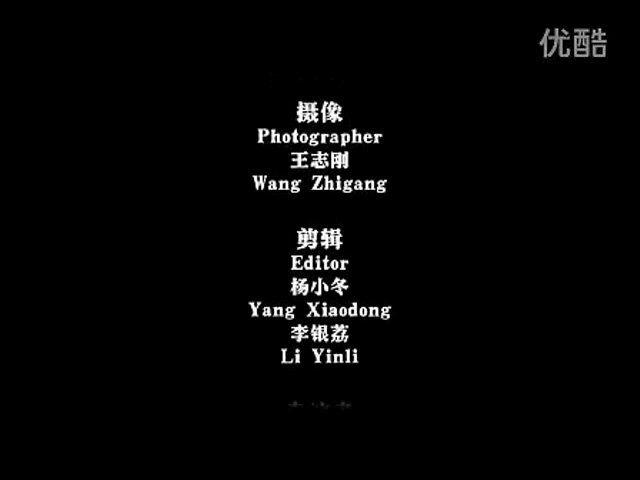 优酷
摄像
Photographer
王志刚
Wang Zhigang
剪辑
Editor
杨小冬
Yang Xiaodong
李银荔
Li Yinli